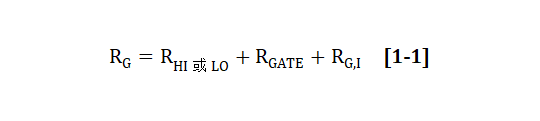 R_G = R_HI 或 LO + R_GATE + R_G,I [1-1]